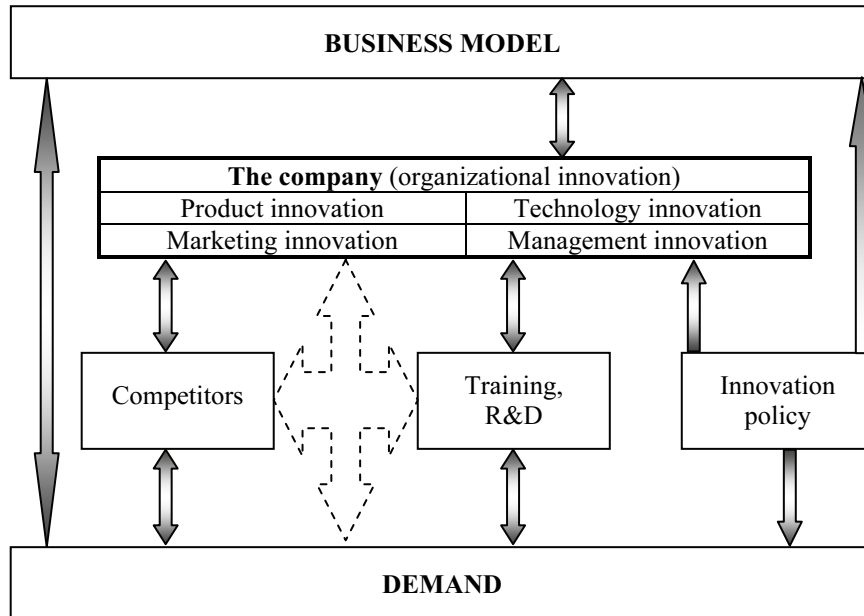 BUSINESS MODEL
The company (organizational innovation)
Product innovation
Technology innovation
Marketing innovation
Management innovation
Competitors
Training,
R&D
Innovation
policy
DEMAND